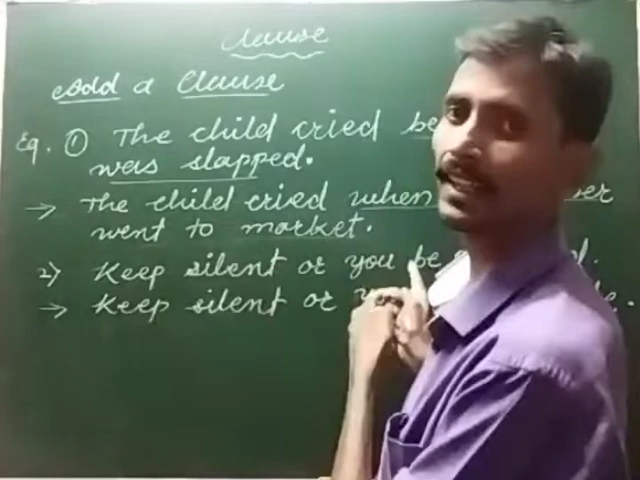 Clause
Add a Clause
Eg. ① The child cried be
was slapped.
→ The child cried when
went to market.
2) Keep silent or you be
→ Keep silent or